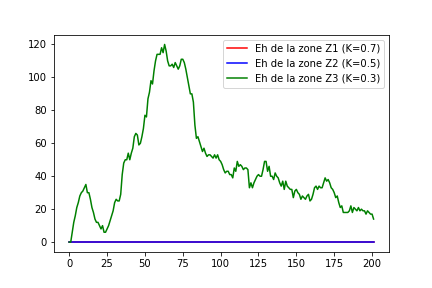 Eh de la zone Z1 (K=0.7)
Eh de la zone Z2 (K=0.5)
Eh de la zone Z3 (K=0.3)
120
100
80
60
40
20
0
0 25 50 75 100 125 150 175 200